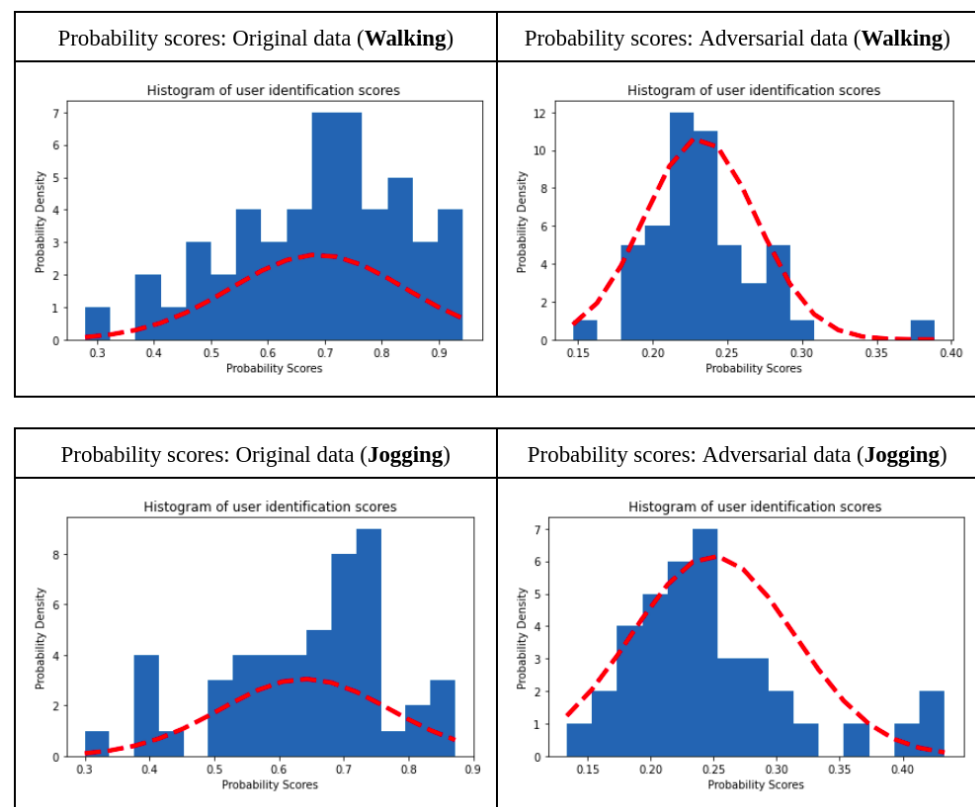 Probability scores: Original data (Walking)
Probability scores: Adversarial data (Walking)
Histogram of user identification scores
Probability Density
7
6
5
4
3
2
1
0
0.3 0.4 0.5 0.6 0.7 0.8 0.9
Probability Scores
Histogram of user identification scores
Probability Density
12
10
8
6
4
2
0
0.15 0.20 0.25 0.30 0.35 0.40
Probability Scores
Probability scores: Original data (Jogging)
Probability scores: Adversarial data (Jogging)
Histogram of user identification scores
Probability Density
8
6
4
2
0
0.3 0.4 0.5 0.6 0.7 0.8 0.9
Probability Scores
Histogram of user identification scores
Probability Density
7
6
5
4
3
2
1
0
0.15 0.20 0.25 0.30 0.35 0.40
Probability Scores